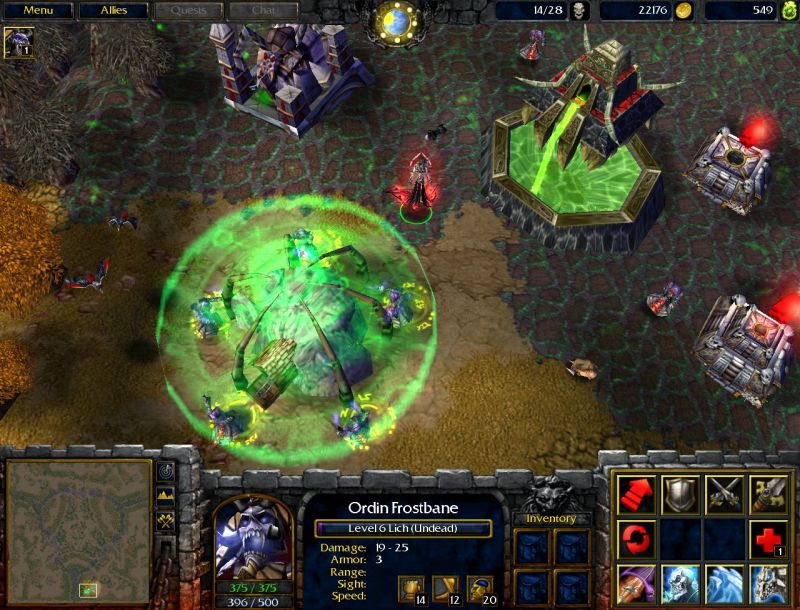 Menu
Allies
Quests
Chat
14/28
22176
549
1
Ordin Frostbane
Level 6 Lich (Undead)
Damage: 19 - 25
Armor: 3
Range:
Sight:
Speed:
14
12
20
375 / 375
396 / 500
Inventory
1